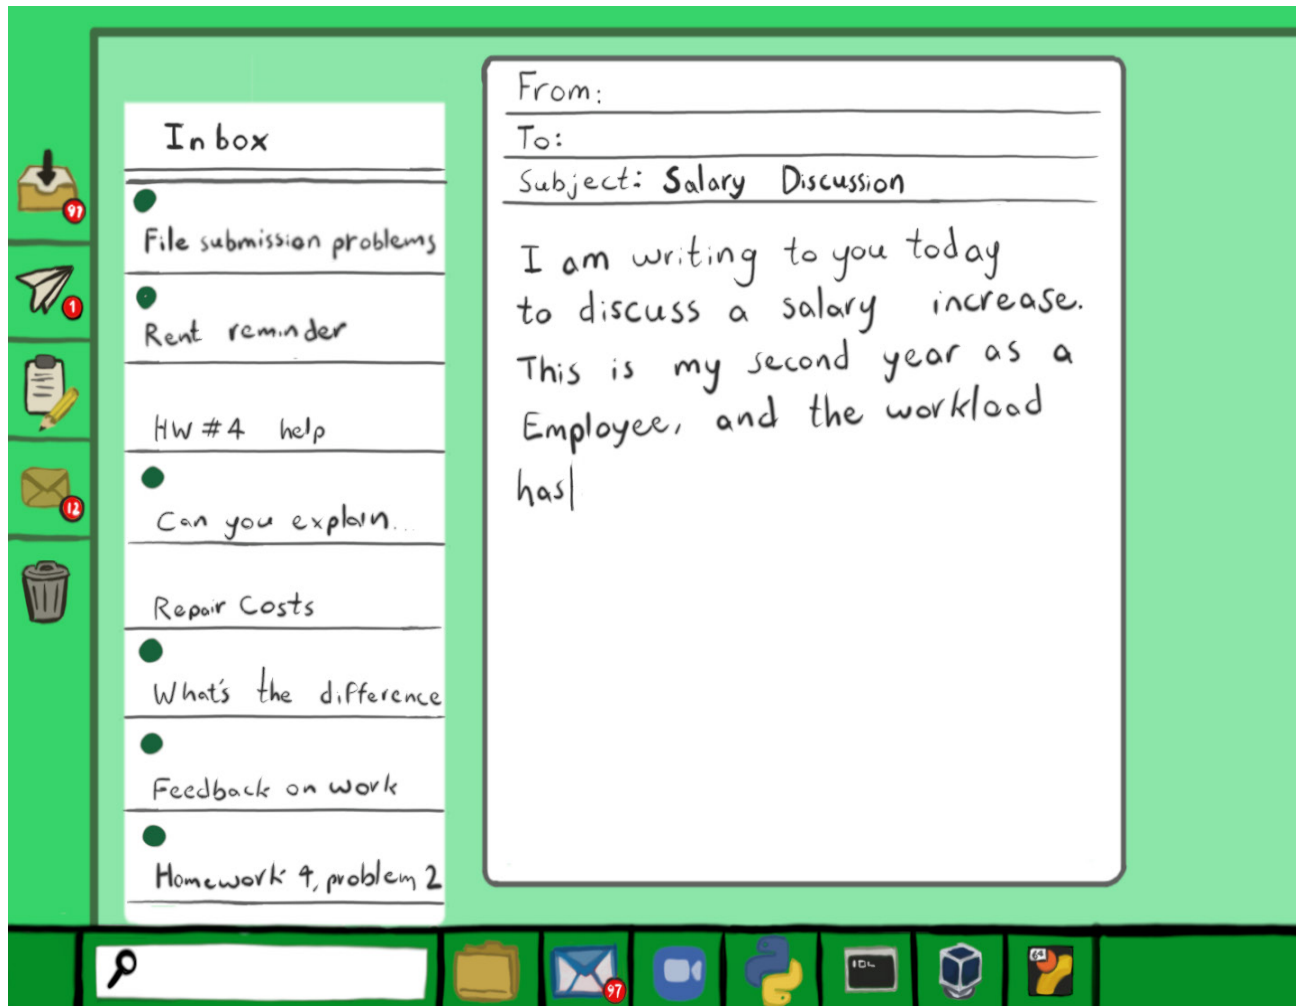 Inbox
File submission problems
Rent reminder
HW #4 help
Can you explain...
Repair Costs
What's the difference
Feedback on work
Homework 4, problem 2
From:
To:
Subject: Salary Discussion
I am writing to you today
to discuss a salary increase.
This is my second year as a
Employee, and the workload
has
97
1
12
97
IDL
64